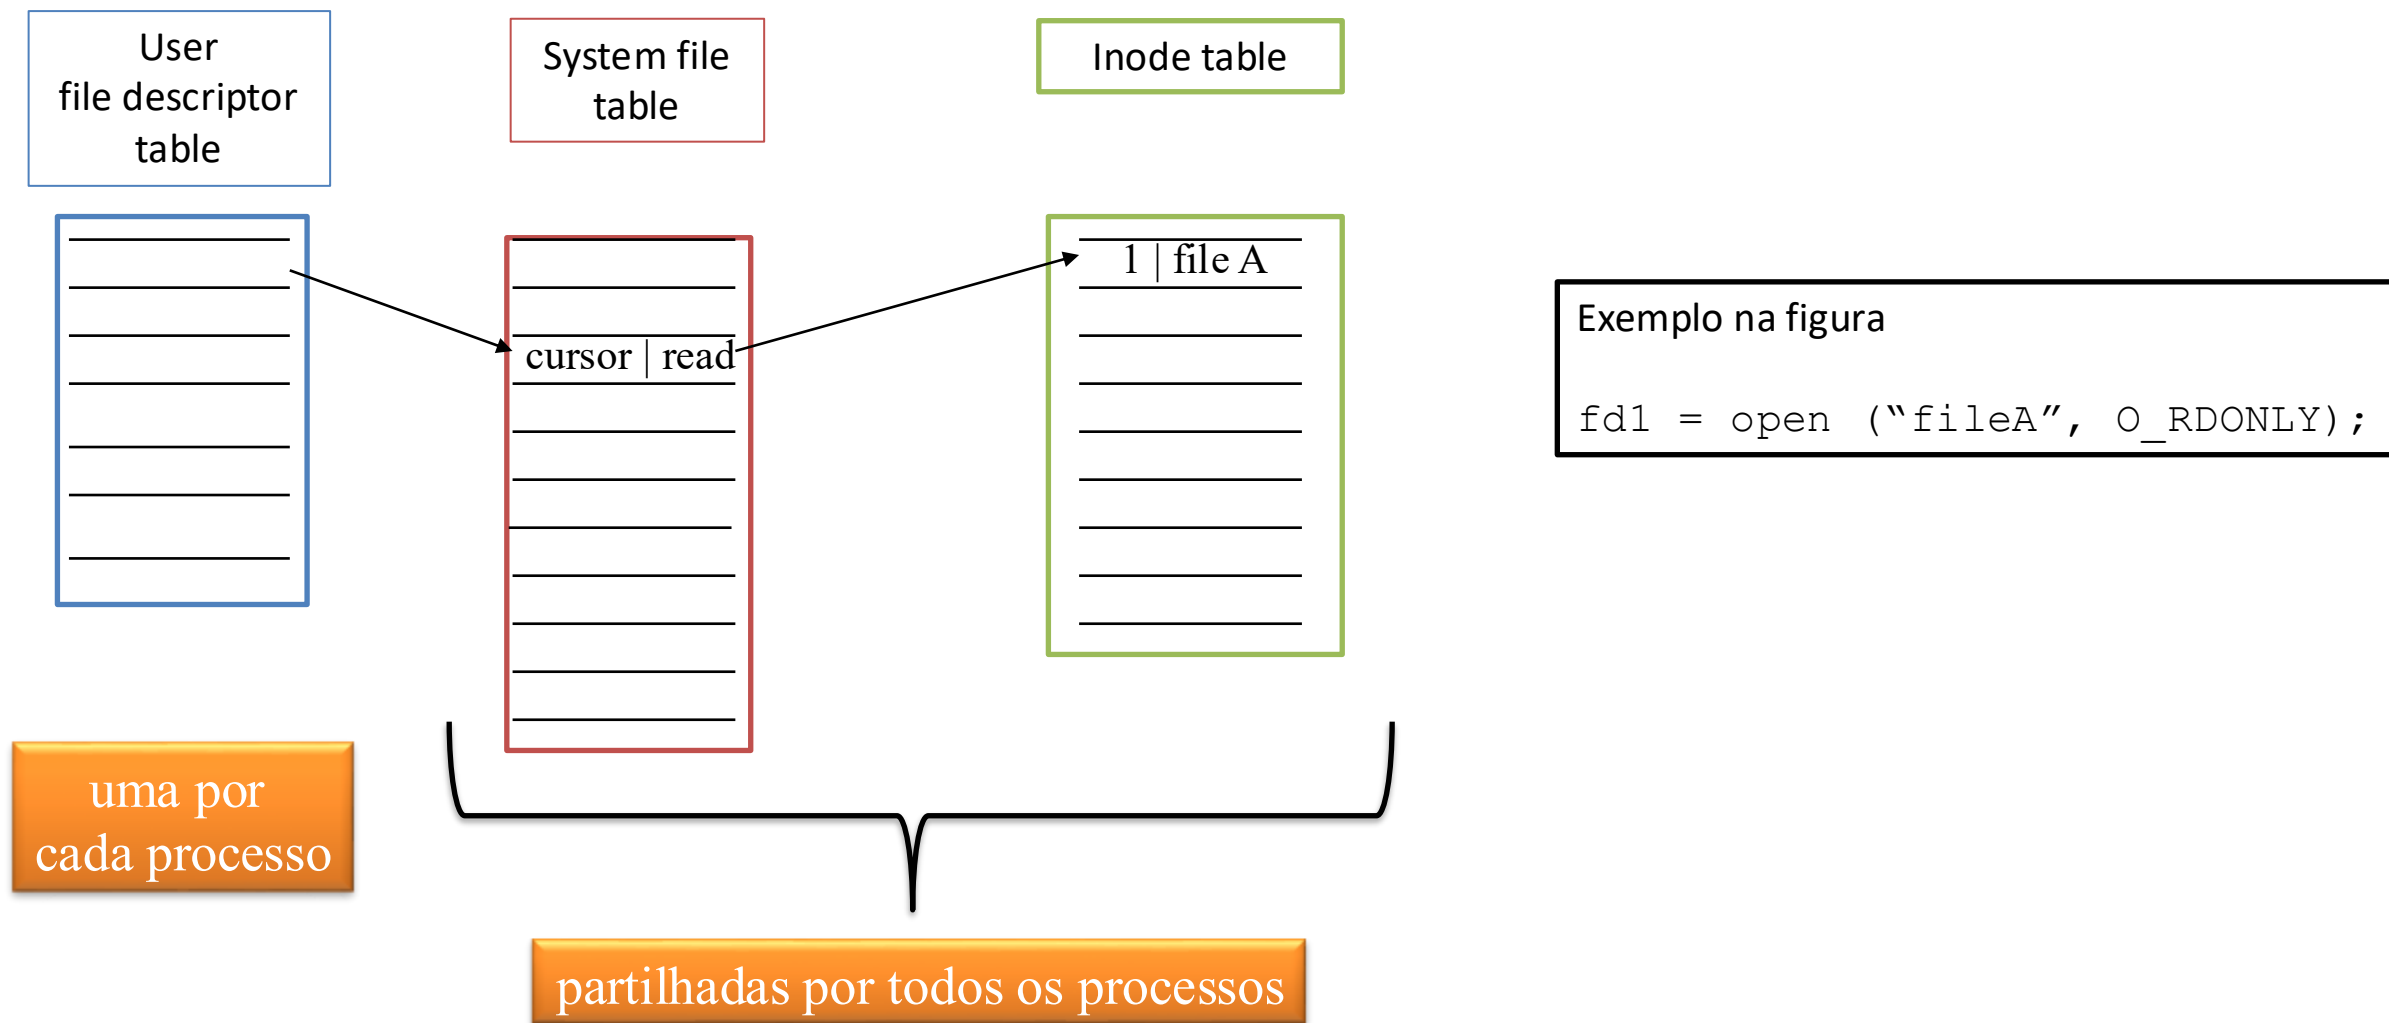 User
file descriptor
table
System file
table
Inode table
1 | file A
cursor | read
Exemplo na figura
fd1 = open (“fileA”, O_RDONLY);
uma por
cada processo
partilhadas por todos os processos